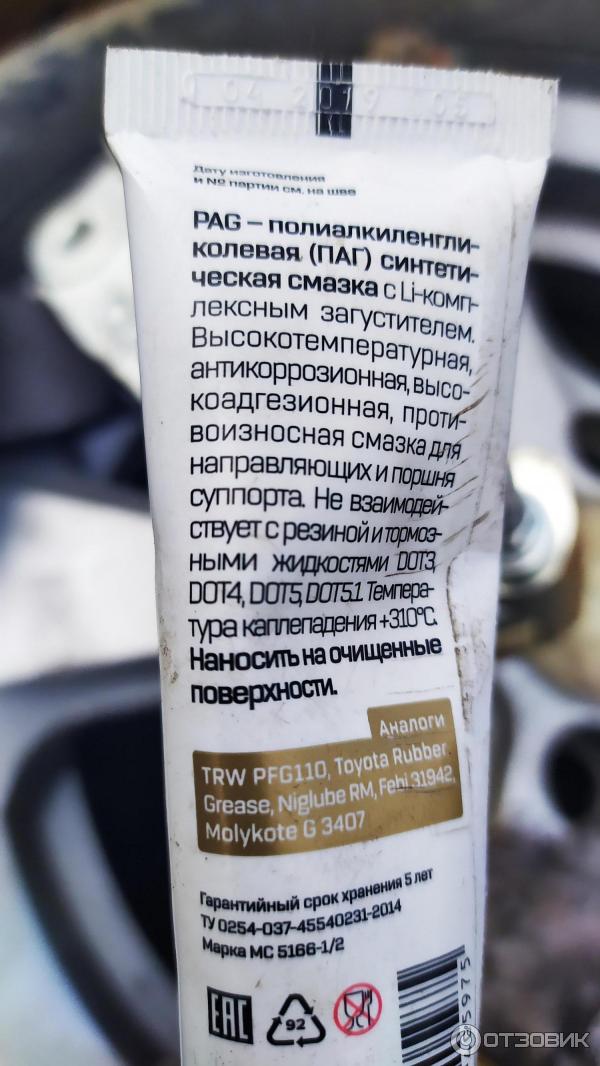 04 2019 05
Дату изготовления
и № партии см. на шве
PAG – полиалкиленгли-
колевая (ПАГ) синтети-
ческая смазка с Li-комп-
лексным загустителем.
Высокотемпературная,
антикоррозионная, высо-
коадгезионная, проти-
воизносная смазка для
направляющих и поршня
суппорта. Не взаимодей-
ствует с резиной и тормоз-
ными жидкостями DOT3,
DOT4, DOT5, DOT5.1. Темпера-
тура каплепадения +310°С.
Наносить на очищенные
поверхности.
Аналоги
TRW PFG110, Toyota Rubber
Grease, Niglube RM, Febi 31942,
Molykote G 3407
Гарантийный срок хранения 5 лет
ТУ 0254-037-45540231-2014
Марка МС 5166-1/2
EAC
92
ОТЗОВИК